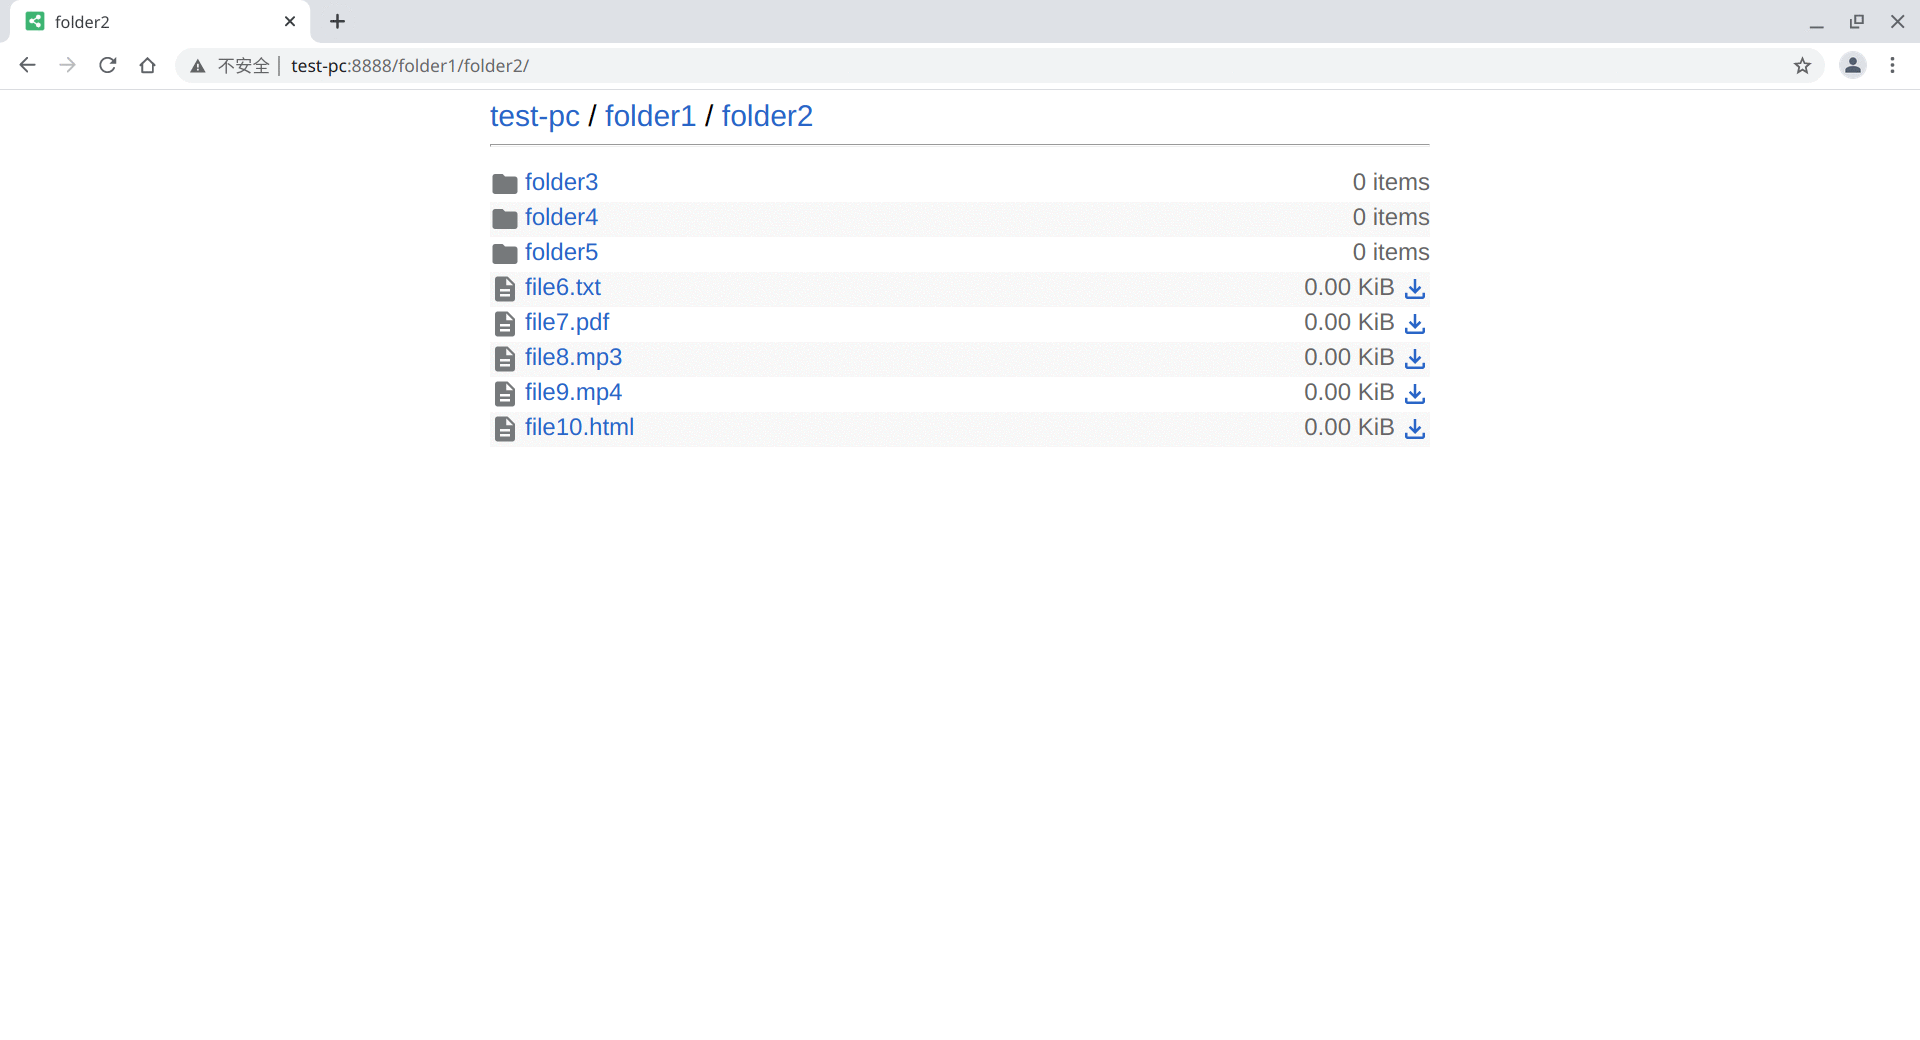 folder2
不安全 test-pc:8888/folder1/folder2/
test-pc / folder1 / folder2
folder3 0 items
folder4 0 items
folder5 0 items
file6.txt 0.00 KiB
file7.pdf 0.00 KiB
file8.mp3 0.00 KiB
file9.mp4 0.00 KiB
file10.html 0.00 KiB